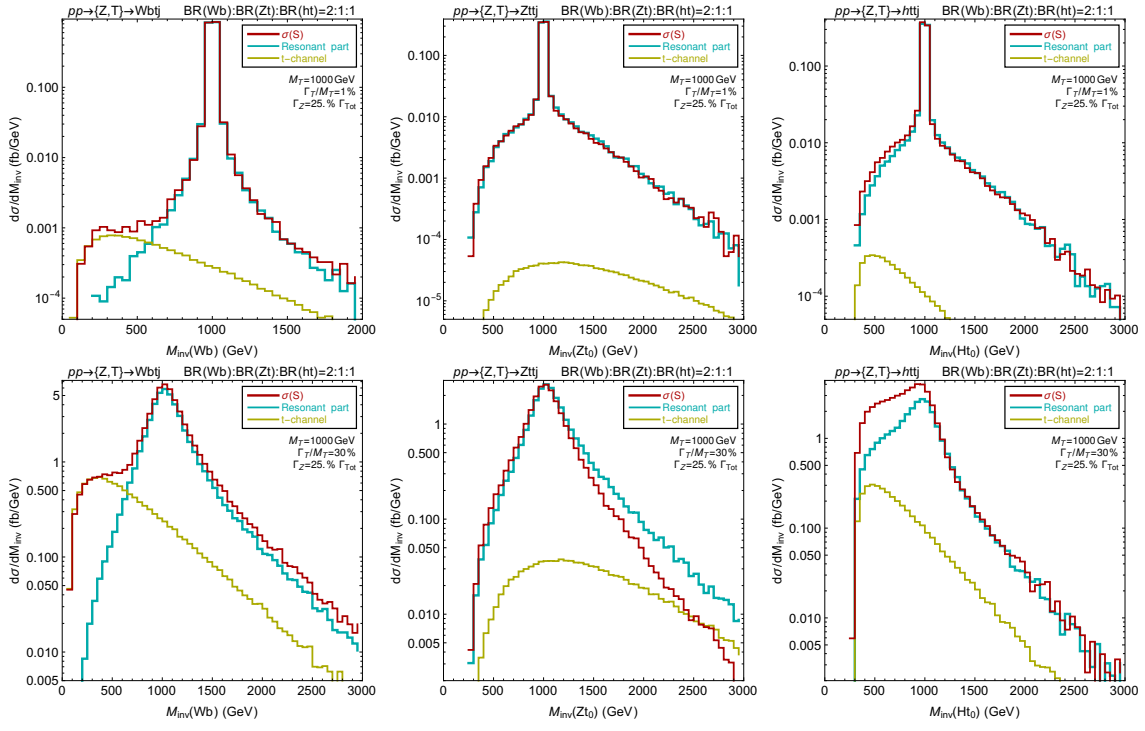 pp→{Z,T}→Wbtj BR(Wb):BR(Zt):BR(ht)=2:1:1
σ(S)
Resonant part
t-channel
M_T=1000 GeV
Γ_T/M_T=1%
Γ_Z=25.% Γ_Tot
dσ/dM_inv (fb/GeV)
0.100
0.010
0.001
10⁻⁴
0 500 1000 1500 2000
M_inv(Wb) (GeV)
pp→{Z,T}→Zttj BR(Wb):BR(Zt):BR(ht)=2:1:1
σ(S)
Resonant part
t-channel
M_T=1000 GeV
Γ_T/M_T=1%
Γ_Z=25.% Γ_Tot
dσ/dM_inv (fb/GeV)
0.100
0.010
0.001
10⁻⁴
10⁻⁵
0 500 1000 1500 2000 2500 3000
M_inv(Zt₀) (GeV)
pp→{Z,T}→httj BR(Wb):BR(Zt):BR(ht)=2:1:1
σ(S)
Resonant part
t-channel
M_T=1000 GeV
Γ_T/M_T=1%
Γ_Z=25.% Γ_Tot
dσ/dM_inv (fb/GeV)
0.100
0.010
0.001
10⁻⁴
0 500 1000 1500 2000 2500 3000
M_inv(Ht₀) (GeV)
pp→{Z,T}→Wbtj BR(Wb):BR(Zt):BR(ht)=2:1:1
σ(S)
Resonant part
t-channel
M_T=1000 GeV
Γ_T/M_T=30%
Γ_Z=25.% Γ_Tot
dσ/dM_inv (fb/GeV)
5
1
0.500
0.100
0.050
0.010
0.005
0 500 1000 1500 2000 2500 3000
M_inv(Wb) (GeV)
pp→{Z,T}→Zttj BR(Wb):BR(Zt):BR(ht)=2:1:1
σ(S)
Resonant part
t-channel
M_T=1000 GeV
Γ_T/M_T=30%
Γ_Z=25.% Γ_Tot
dσ/dM_inv (fb/GeV)
1
0.500
0.100
0.050
0.010
0.005
0 500 1000 1500 2000 2500 3000
M_inv(Zt₀) (GeV)
pp→{Z,T}→httj BR(Wb):BR(Zt):BR(ht)=2:1:1
σ(S)
Resonant part
t-channel
M_T=1000 GeV
Γ_T/M_T=30%
Γ_Z=25.% Γ_Tot
dσ/dM_inv (fb/GeV)
1
0.500
0.100
0.050
0.010
0.005
0 500 1000 1500 2000 2500 3000
M_inv(Ht₀) (GeV)